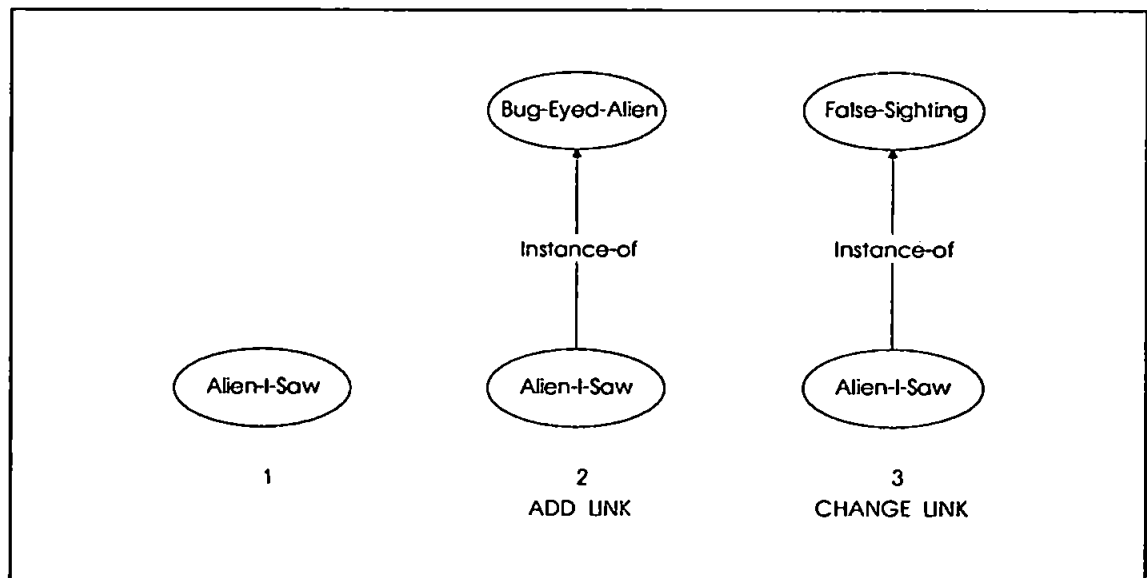 Bug-Eyed-Alien
False-Sighting
Instance-of
Instance-of
Alien-I-Saw
Alien-I-Saw
Alien-I-Saw
1
2
3
ADD LINK
CHANGE LINK